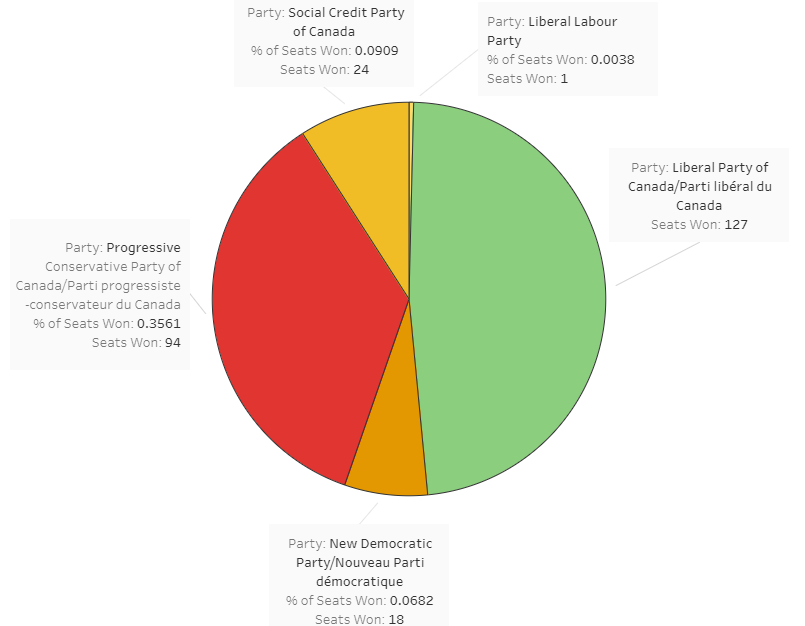 Party: Social Credit Party
of Canada
% of Seats Won: 0.0909
Seats Won: 24
Party: Liberal Labour
Party
% of Seats Won: 0.0038
Seats Won: 1
Party: Liberal Party of
Canada/Parti libéral du
Canada
Seats Won: 127
Party: Progressive
Conservative Party of
Canada/Parti progressiste
-conservateur du Canada
% of Seats Won: 0.3561
Seats Won: 94
Party: New Democratic
Party/Nouveau Parti
démocratique
% of Seats Won: 0.0682
Seats Won: 18